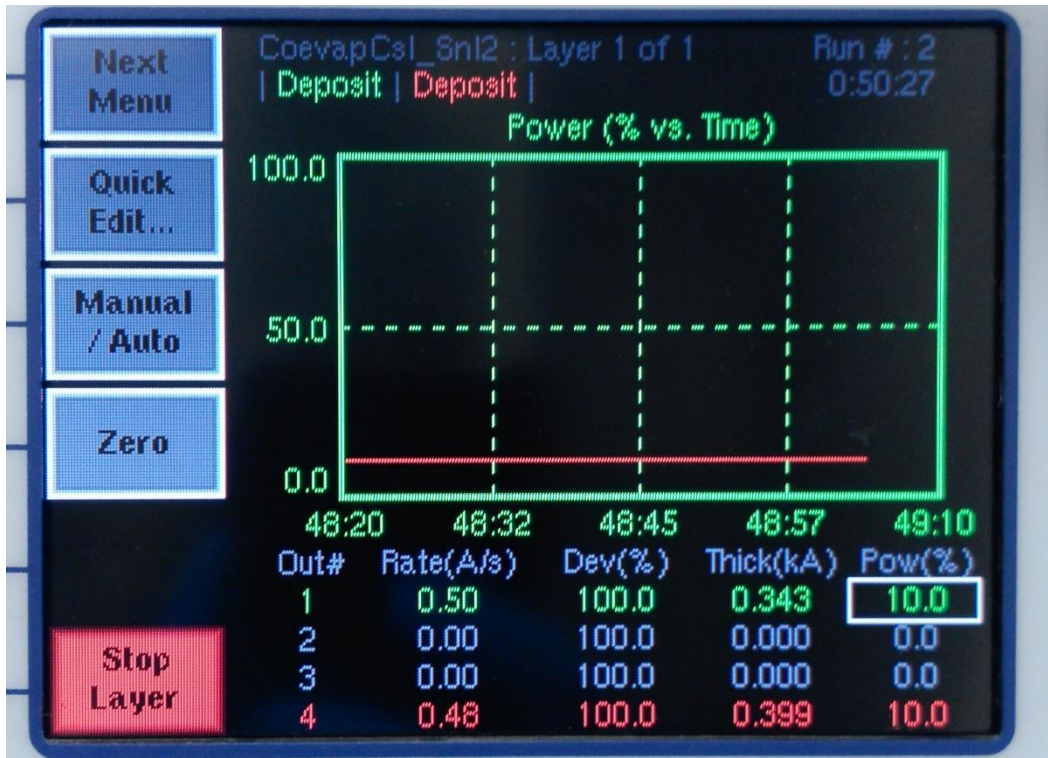 Next
Menu
Quick
Edit...
Manual
/ Auto
Zero
Stop
Layer
CoevapCsI_SnI2 : Layer 1 of 1 Run # : 2
| Deposit | Deposit | 0:50:27
Power (% vs. Time)
100.0
50.0
0.0
48:20 48:32 48:45 48:57 49:10
Out# Rate(A/s) Dev(%) Thick(kA) Pow(%)
1 0.50 100.0 0.343 10.0
2 0.00 100.0 0.000 0.0
3 0.00 100.0 0.000 0.0
4 0.48 100.0 0.399 10.0